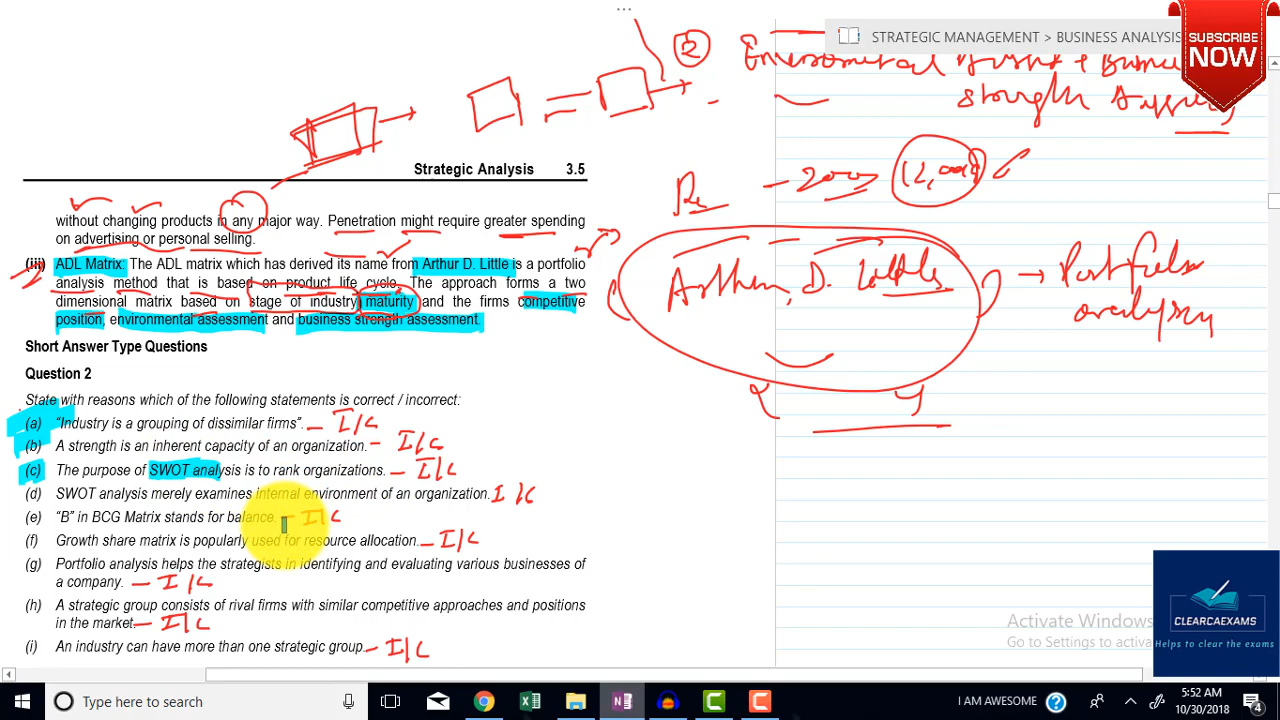 ...
STRATEGIC MANAGEMENT > BUSINESS ANALYSIS
SUBSCRIBE
NOW
2
Strategic Analysis 3.5
without changing products in any major way. Penetration might require greater spending
on advertising or personal selling.
(iii) ADL Matrix: The ADL matrix which has derived its name from Arthur D. Little is a portfolio
analysis method that is based on product life cycle. The approach forms a two
dimensional matrix based on stage of industry maturity and the firms competitive
position, environmental assessment and business strength assessment.
Rs - 2000 12,000
Arthur, D. Little
Portfolio
analysis
Short Answer Type Questions
Question 2
State with reasons which of the following statements is correct / incorrect:
(a) “Industry is a grouping of dissimilar firms”. - I/C
(b) A strength is an inherent capacity of an organization. - I/C
(c) The purpose of SWOT analysis is to rank organizations. - I/C
(d) SWOT analysis merely examines internal environment of an organization. I/C
(e) “B” in BCG Matrix stands for balance. - I/C
(f) Growth share matrix is popularly used for resource allocation. - I/C
(g) Portfolio analysis helps the strategists in identifying and evaluating various businesses of
a company. - I/C
(h) A strategic group consists of rival firms with similar competitive approaches and positions
in the market. - I/C
(i) An industry can have more than one strategic group. - I/C
CLEARCAEXAMS
Helps to clear the exams
Activate Windows
Go to Settings to activa
Type here to search
I AM AWESOME
5:52 AM
10/30/2018
4